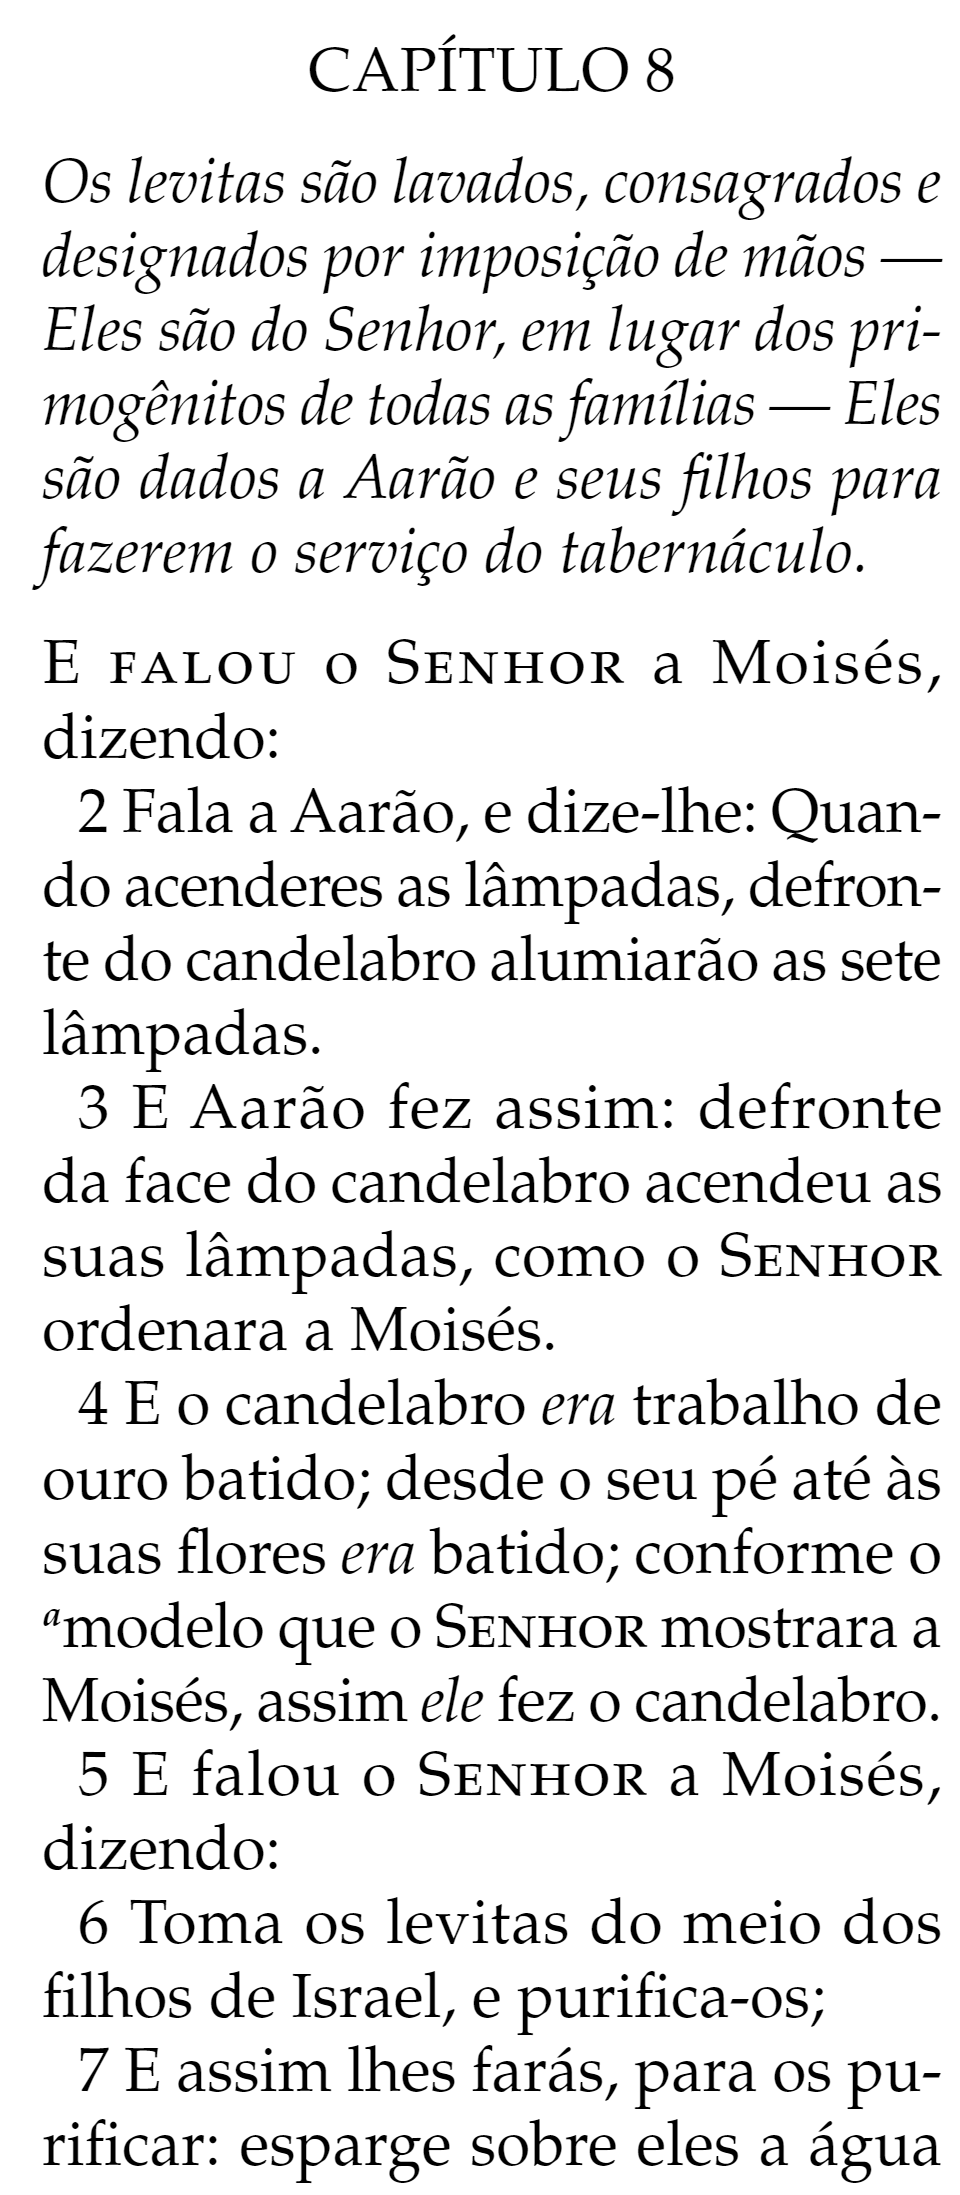 CAPÍTULO 8
Os levitas são lavados, consagrados e
designados por imposição de mãos —
Eles são do Senhor, em lugar dos pri-
mogênitos de todas as famílias — Eles
são dados a Aarão e seus filhos para
fazerem o serviço do tabernáculo.
E FALOU o SENHOR a Moisés,
dizendo:
2 Fala a Aarão, e dize-lhe: Quan-
do acenderes as lâmpadas, defron-
te do candelabro alumiarão as sete
lâmpadas.
3 E Aarão fez assim: defronte
da face do candelabro acendeu as
suas lâmpadas, como o SENHOR
ordenara a Moisés.
4 E o candelabro era trabalho de
ouro batido; desde o seu pé até às
suas flores era batido; conforme o
ᵃmodelo que o SENHOR mostrara a
Moisés, assim ele fez o candelabro.
5 E falou o SENHOR a Moisés,
dizendo:
6 Toma os levitas do meio dos
filhos de Israel, e purifica-os;
7 E assim lhes farás, para os pu-
rificar: esparge sobre eles a água